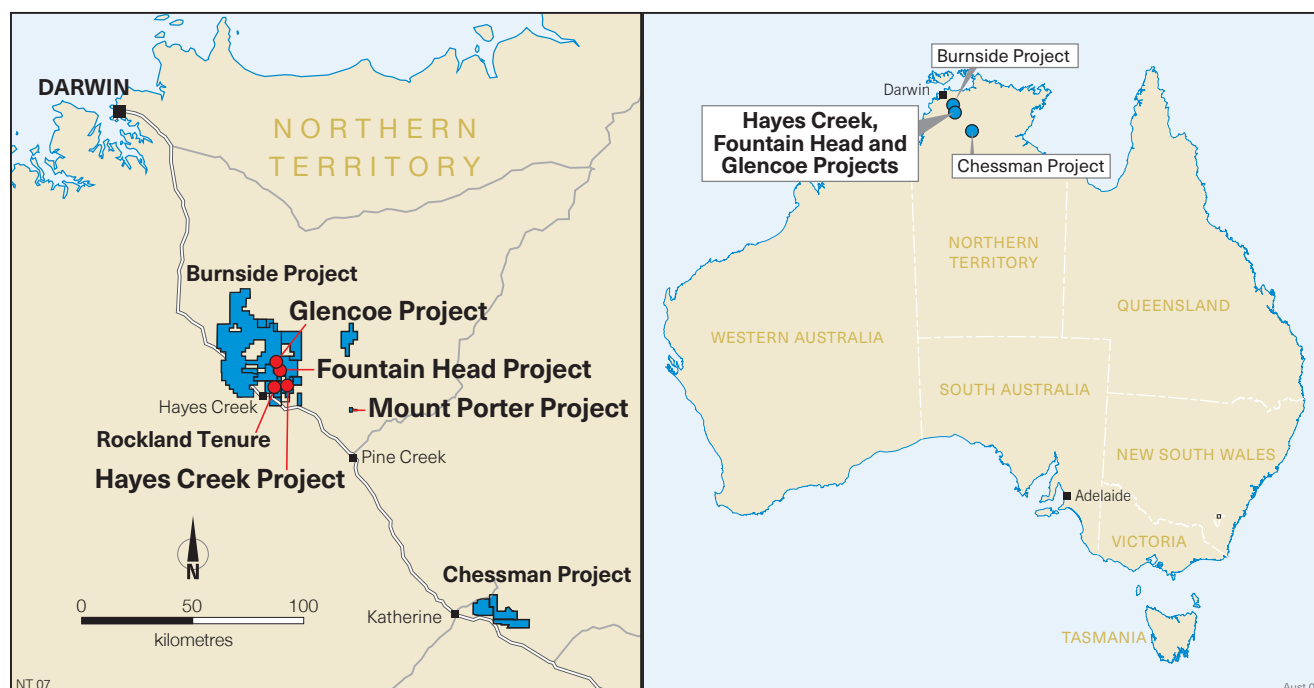 DARWIN
NORTHERN
TERRITORY
Burnside Project
Glencoe Project
Fountain Head Project
Hayes Creek
Mount Porter Project
Rockland Tenure
Pine Creek
Hayes Creek Project
N
Chessman Project
0 50 100
kilometres
Katherine
NT 07
Burnside Project
Darwin
Hayes Creek,
Fountain Head and
Glencoe Projects
Chessman Project
NORTHERN
TERRITORY
QUEENSLAND
WESTERN AUSTRALIA
SOUTH AUSTRALIA
NEW SOUTH WALES
Adelaide
VICTORIA
TASMANIA